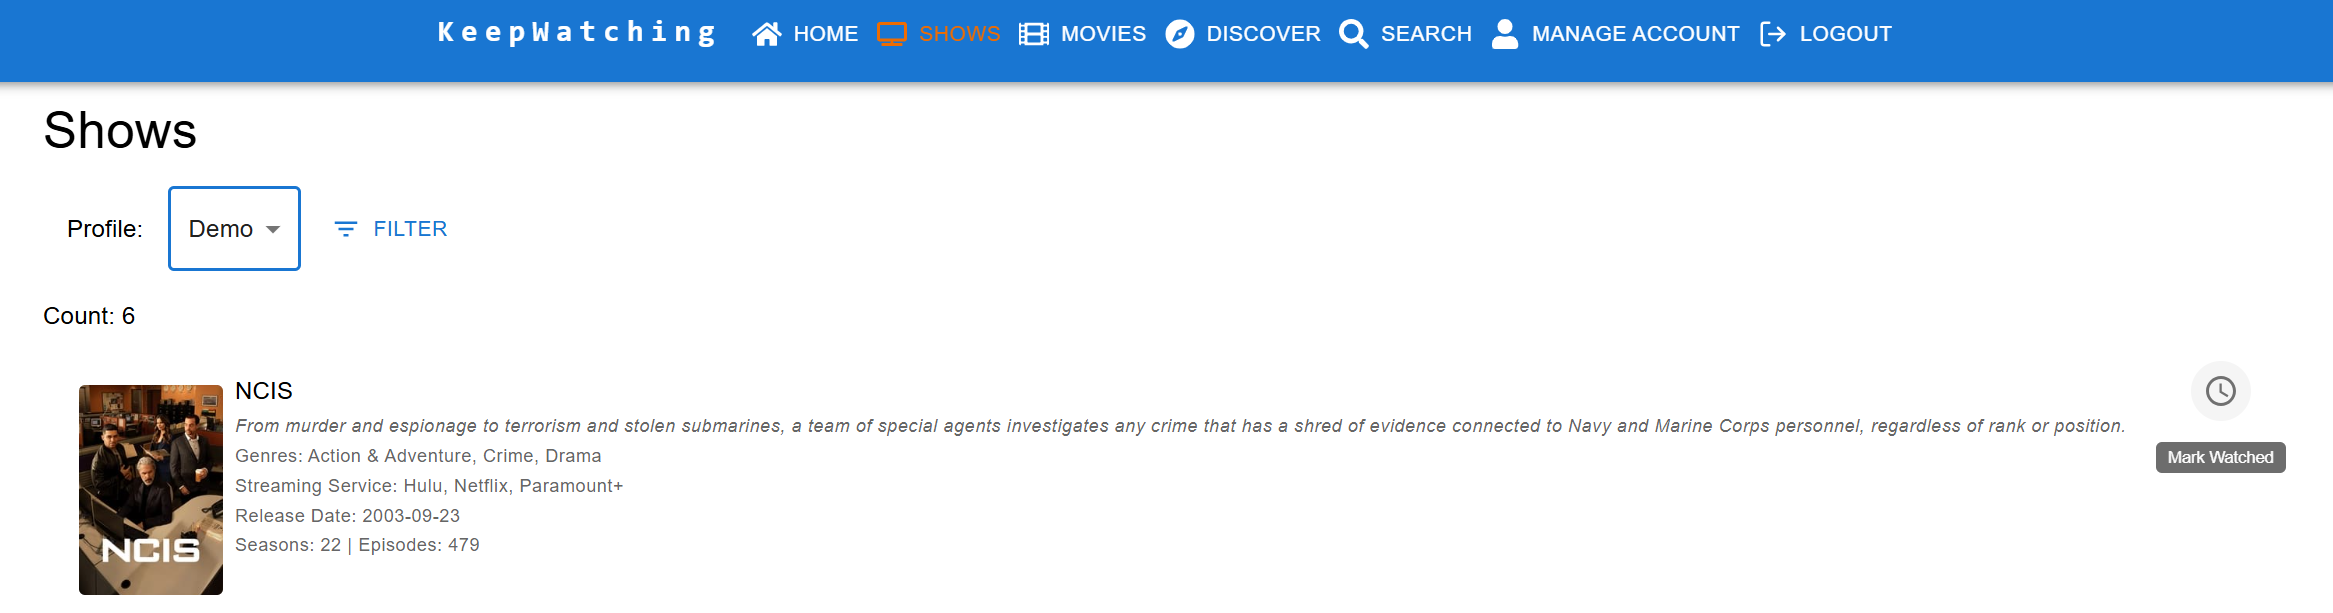 KeepWatching HOME SHOWS MOVIES DISCOVER SEARCH MANAGE ACCOUNT LOGOUT
Shows
Profile: Demo FILTER
Count: 6
NCIS
From murder and espionage to terrorism and stolen submarines, a team of special agents investigates any crime that has a shred of evidence connected to Navy and Marine Corps personnel, regardless of rank or position.
Genres: Action & Adventure, Crime, Drama
Mark Watched
Streaming Service: Hulu, Netflix, Paramount+
Release Date: 2003-09-23
Seasons: 22 | Episodes: 479
NCIS